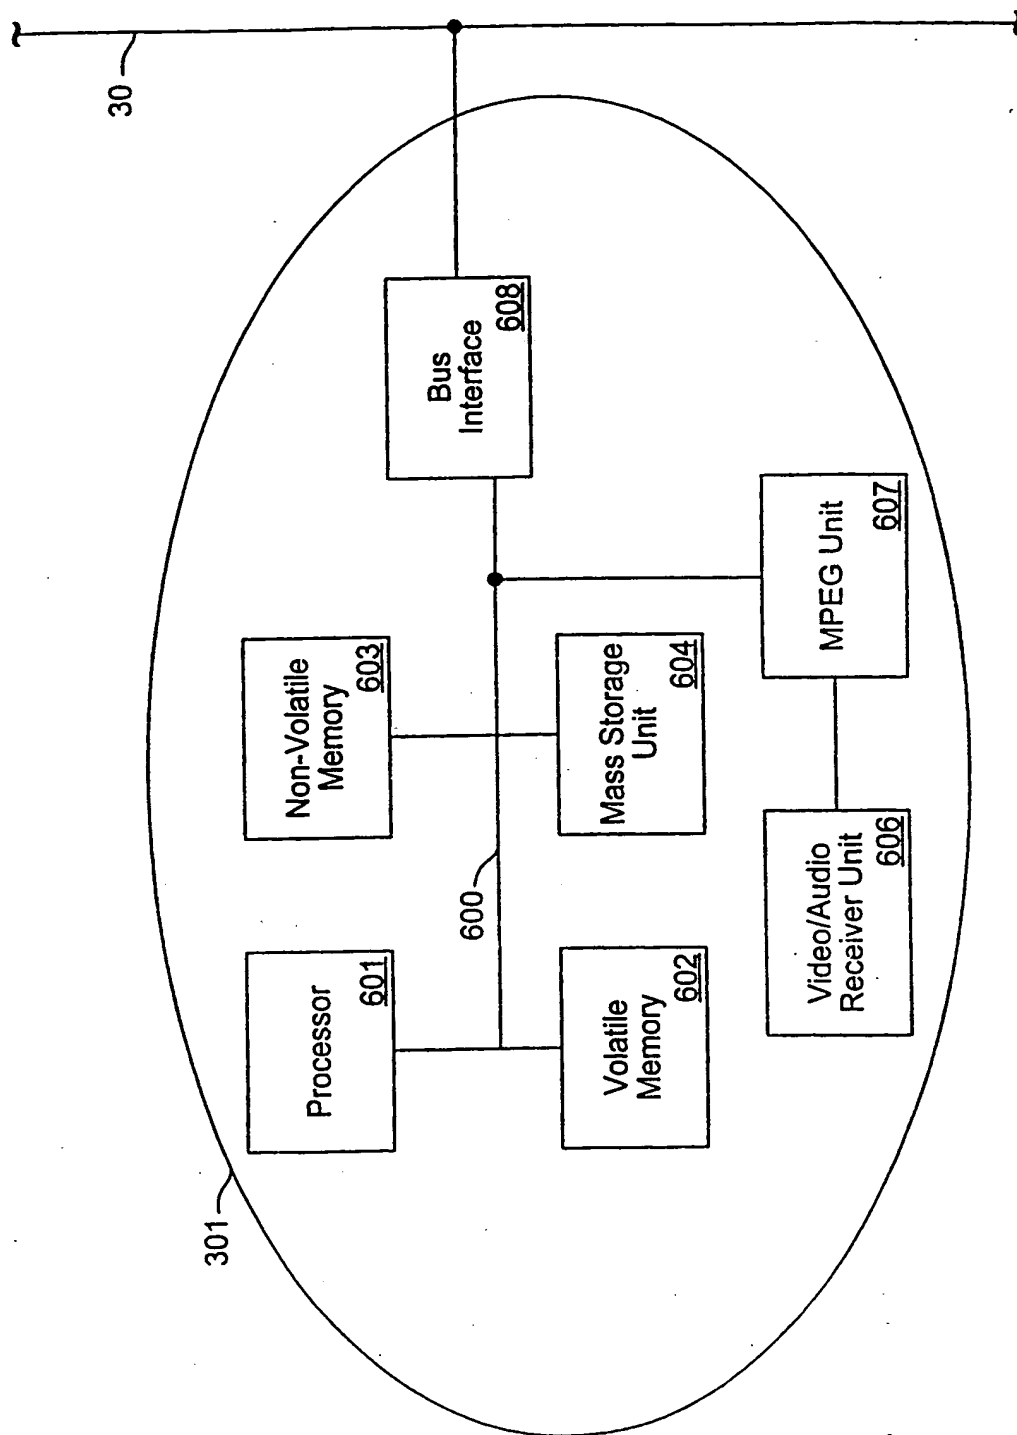 30
301
Processor
601
Non-Volatile
Memory
603
Bus
Interface
608
600
Volatile
Memory
602
Mass Storage
Unit
604
Video/Audio
Receiver Unit
606
MPEG Unit
607